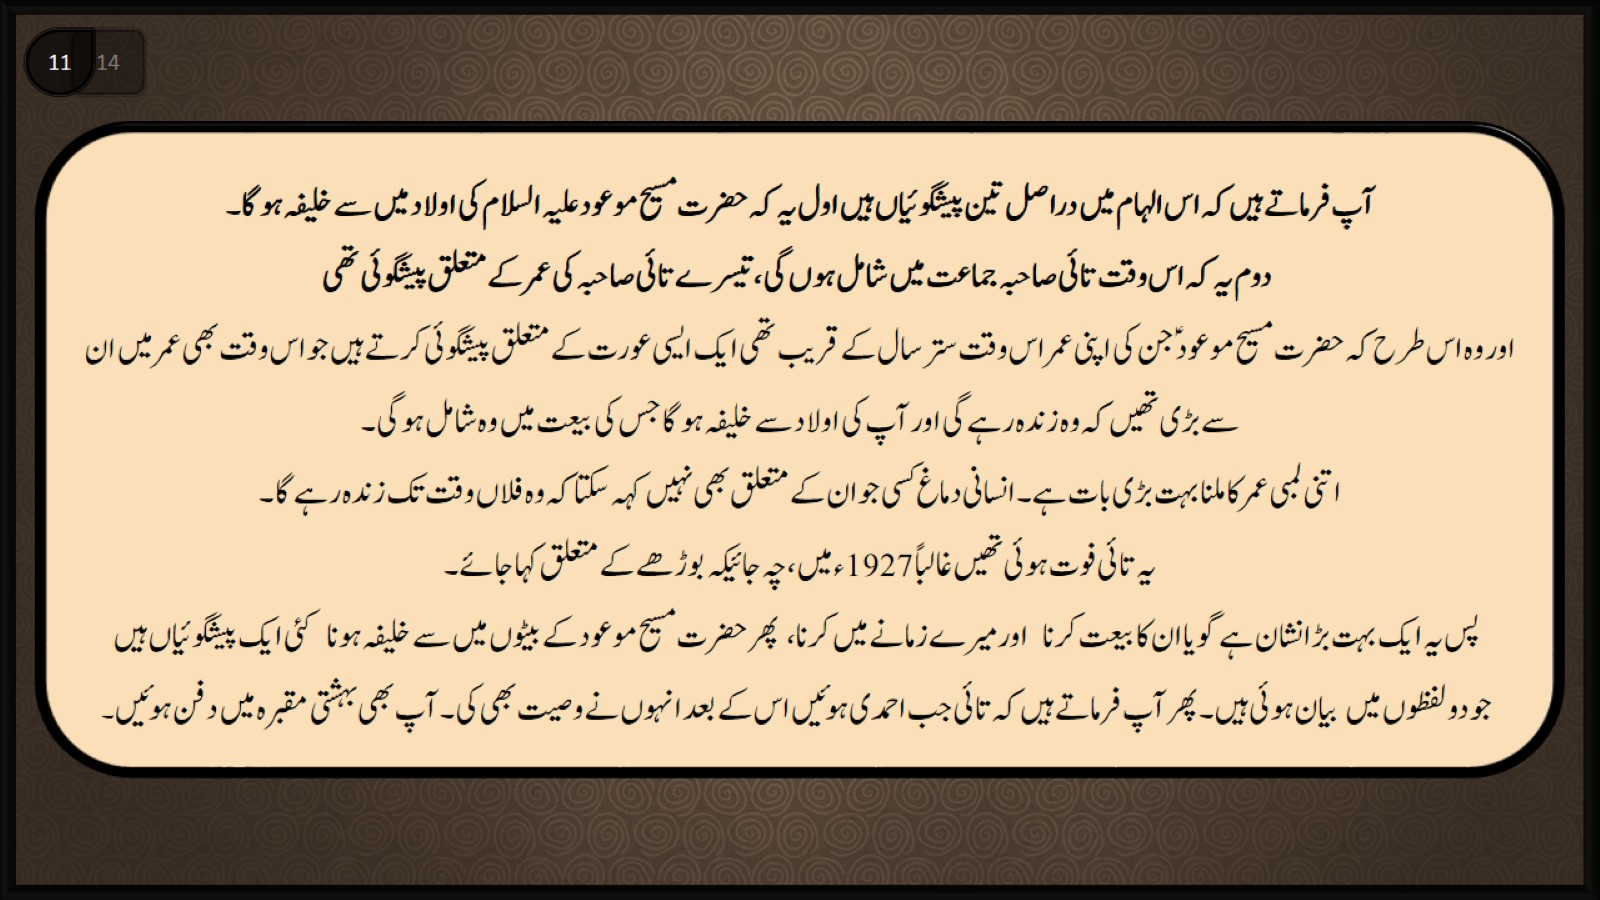 11 14
آپ فرماتے ہیں کہ اس الہام میں دراصل تین پیشگوئیاں ہیں اول یہ کہ حضرت مسیح موعود علیہ السلام کی اولاد میں سے خلیفہ ہو گا۔
دوم یہ کہ اس وقت تائی صاحبہ جماعت میں شامل ہوں گی، تیسرے تائی صاحبہ کی عمر کے متعلق پیشگوئی تھی
اور وہ اس طرح کہ حضرت مسیح موعودؑ جن کی اپنی عمر اس وقت ستر سال کے قریب تھی ایک ایسی عورت کے متعلق پیشگوئی کرتے ہیں جو اس وقت بھی عمر میں ان
سے بڑی تھیں کہ وہ زندہ رہے گی اور آپ کی اولاد سے خلیفہ ہو گا جس کی بیعت میں وہ شامل ہو گی۔
اتنی لمبی عمر کا ملنا بہت بڑی بات ہے۔ انسانی دماغ کسی جوان کے متعلق بھی نہیں کہہ سکتا کہ وہ فلاں وقت تک زندہ رہے گا۔
یہ تائی فوت ہوئی تھیں غالباً 1927ء میں، چہ جائیکہ بوڑھے کے متعلق کہا جائے۔
پس یہ ایک بہت بڑا نشان ہے گویا ان کا بیعت کرنا اور میرے زمانے میں کرنا، پھر حضرت مسیح موعود کے بیٹوں میں سے خلیفہ ہونا کئی ایک پیشگوئیاں ہیں
جو دو لفظوں میں بیان ہوئی ہیں۔ پھر آپ فرماتے ہیں کہ تائی جب احمدی ہوئیں اس کے بعد انہوں نے وصیت بھی کی۔ آپ بھی بہشتی مقبرہ میں دفن ہوئیں۔